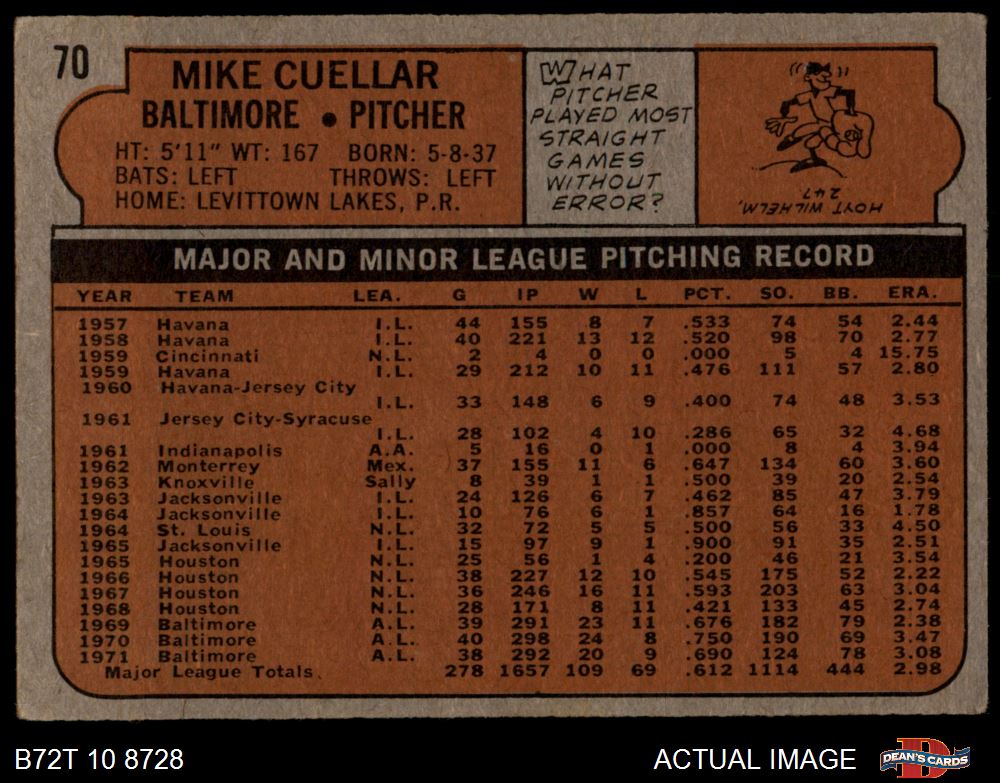 70
MIKE CUELLAR
BALTIMORE • PITCHER
HT: 5'11" WT: 167 BORN: 5-8-37
BATS: LEFT THROWS: LEFT
HOME: LEVITTOWN LAKES, P.R.
WHAT
PITCHER
PLAYED MOST
STRAIGHT
GAMES
WITHOUT
ERROR?
HOYT WILHELM,
247.
MAJOR AND MINOR LEAGUE PITCHING RECORD
YEAR TEAM LEA. G IP W L PCT. SO. BB. ERA.
1957 Havana I.L. 44 155 8 7 .533 74 54 2.44
1958 Havana I.L. 40 221 13 12 .520 98 70 2.77
1959 Cincinnati N.L. 2 4 0 0 .000 5 4 15.75
1959 Havana I.L. 29 212 10 11 .476 111 57 2.80
1960 Havana-Jersey City
I.L. 33 148 6 9 .400 74 48 3.53
1961 Jersey City-Syracuse
I.L. 28 102 4 10 .286 65 32 4.68
1961 Indianapolis A.A. 5 16 0 1 .000 8 4 3.94
1962 Monterrey Mex. 37 155 11 6 .647 134 60 3.60
1963 Knoxville Sally 8 39 1 1 .500 39 20 2.54
1963 Jacksonville I.L. 24 126 6 7 .462 85 47 3.79
1964 Jacksonville I.L. 10 76 6 1 .857 64 16 1.78
1964 St. Louis N.L. 32 72 5 5 .500 56 33 4.50
1965 Jacksonville I.L. 15 97 9 1 .900 91 35 2.51
1965 Houston N.L. 25 56 1 4 .200 46 21 3.54
1966 Houston N.L. 38 227 12 10 .545 175 52 2.22
1967 Houston N.L. 36 246 16 11 .593 203 63 3.04
1968 Houston N.L. 28 171 8 11 .421 133 45 2.74
1969 Baltimore A.L. 39 291 23 11 .676 182 79 2.38
1970 Baltimore A.L. 40 298 24 8 .750 190 69 3.47
1971 Baltimore A.L. 38 292 20 9 .690 124 78 3.08
Major League Totals. 278 1657 109 69 .612 1114 444 2.98
B72T 10 8728
ACTUAL IMAGE
DEAN'S CARDS